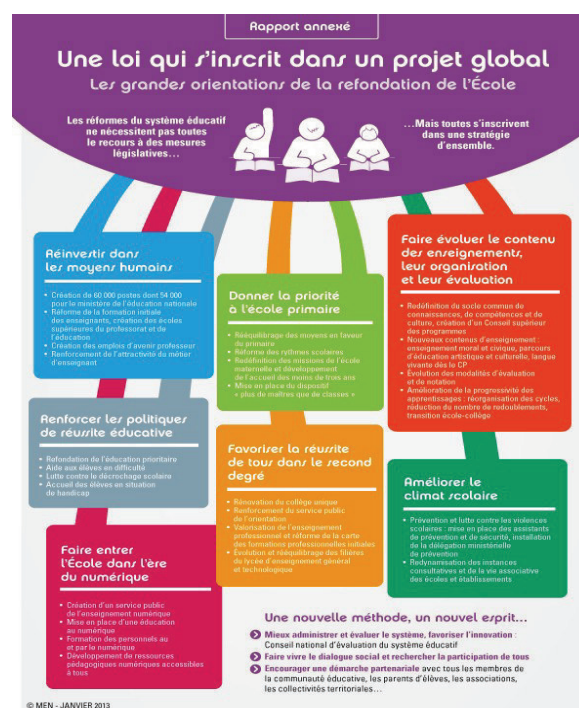 Rapport annexé
Une loi qui s'inscrit dans un projet global
Les grandes orientations de la refondation de l'École
Les réformes du système éducatif
ne nécessitent pas toutes
le recours à des mesures
législatives...
...Mais toutes s'inscrivent
dans une stratégie
d'ensemble.
Réinvestir dans
les moyens humains
• Création de 60 000 postes dont 54 000
pour le ministère de l'éducation nationale
• Réforme de la formation initiale
des enseignants, création des écoles
supérieures du professorat et de
l'éducation
• Création des emplois d'avenir professeur
• Renforcement de l'attractivité du métier
d'enseignant
Donner la priorité
à l'école primaire
• Rééquilibrage des moyens en faveur
du primaire
• Réforme des rythmes scolaires
• Redéfinition des missions de l'école
maternelle et développement
de l'accueil des moins de trois ans
• Mise en place du dispositif
« plus de maîtres que de classes »
Faire évoluer le contenu
des enseignements,
leur organisation
et leur évaluation
• Redéfinition du socle commun de
connaissances, de compétences et de
culture, création d'un Conseil supérieur
des programmes
• Nouveaux contenus d'enseignement :
enseignement moral et civique, parcours
d'éducation artistique et culturelle, langue
vivante dès le CP
• Évolution des modalités d'évaluation
et de notation
• Amélioration de la progressivité des
apprentissages : réorganisation des cycles,
réduction du nombre de redoublements,
transition école-collège
Renforcer les politiques
de réussite éducative
• Refondation de l'éducation prioritaire
• Aide aux élèves en difficulté
• Lutte contre le décrochage scolaire
• Accueil des élèves en situation
de handicap
Favoriser la réussite
de tous dans le second
degré
• Rénovation du collège unique
• Renforcement du service public
de l'orientation
• Valorisation de l'enseignement
professionnel et réforme de la carte
des formations professionnelles initiales
• Évolution et rééquilibrage des filières
du lycée d'enseignement général
et technologique
Améliorer le
climat scolaire
• Prévention et lutte contre les violences
scolaires : mise en place des assistants
de prévention et de sécurité, installation
de la délégation ministérielle
de prévention
• Redynamisation des instances
consultatives et de la vie associative
des écoles et établissements
Faire entrer
l'École dans l'ère
du numérique
• Création d'un service public
de l'enseignement numérique
• Mise en place d'une éducation
au numérique
• Formation des personnels au
et par le numérique
• Développement de ressources
pédagogiques numériques accessibles
à tous
Une nouvelle méthode, un nouvel esprit...
Mieux administrer et évaluer le système, favoriser l'innovation :
Conseil national d'évaluation du système éducatif
Faire vivre le dialogue social et rechercher la participation de tous
Encourager une démarche partenariale avec tous les membres de
la communauté éducative, les parents d'élèves, les associations,
les collectivités territoriales...
© MEN - JANVIER 2013